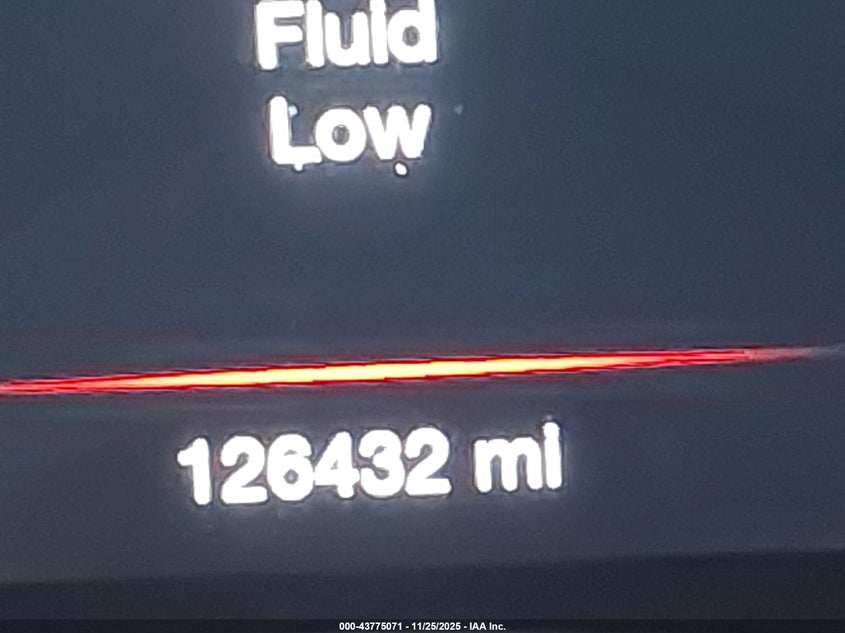 Fluid
Low
126432 mi
000-43775071 - 11/25/2025 - IAA Inc.